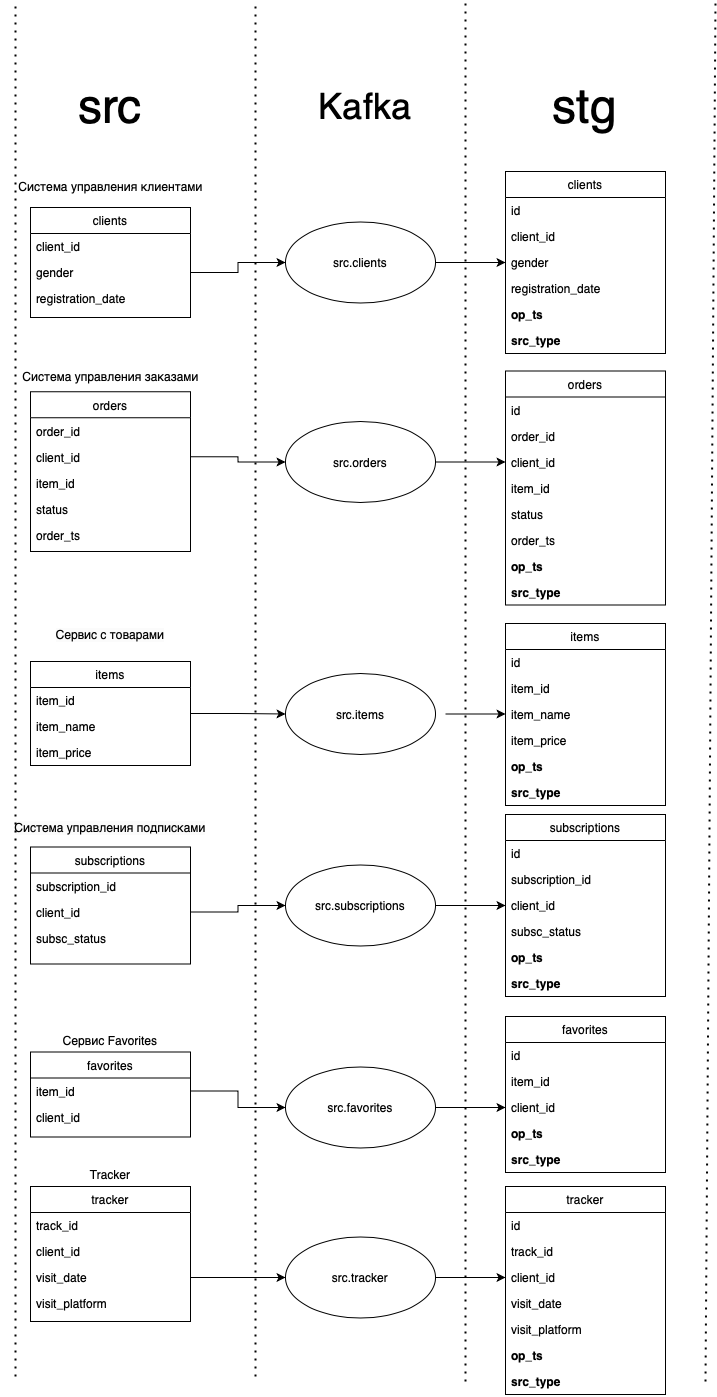 src
Kafka
stg
Система управления клиентами
clients
client_id
gender
registration_date
src.clients
clients
id
client_id
gender
registration_date
op_ts
src_type
Система управления заказами
orders
order_id
client_id
item_id
status
order_ts
src.orders
orders
id
order_id
client_id
item_id
status
order_ts
op_ts
src_type
Сервис с товарами
items
item_id
item_name
item_price
src.items
items
id
item_id
item_name
item_price
op_ts
src_type
Система управления подписками
subscriptions
subscription_id
client_id
subsc_status
src.subscriptions
subscriptions
id
subscription_id
client_id
subsc_status
op_ts
src_type
Сервис Favorites
favorites
item_id
client_id
src.favorites
favorites
id
item_id
client_id
op_ts
src_type
Tracker
tracker
track_id
client_id
visit_date
visit_platform
src.tracker
tracker
id
track_id
client_id
visit_date
visit_platform
op_ts
src_type